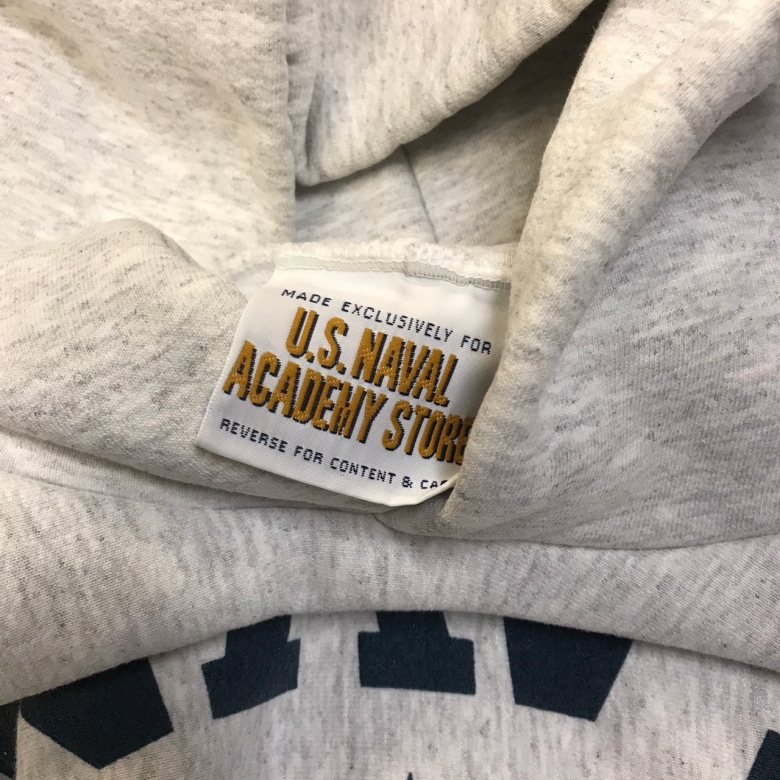 MADE EXCLUSIVELY FOR
U.S. NAVAL
ACADEMY STORE
REVERSE FOR CONTENT &